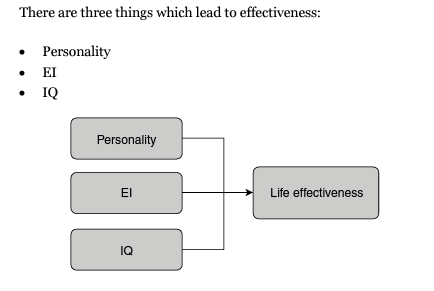 There are three things which lead to effectiveness:
• Personality
• EI
• IQ
Personality
EI
Life effectiveness
IQ